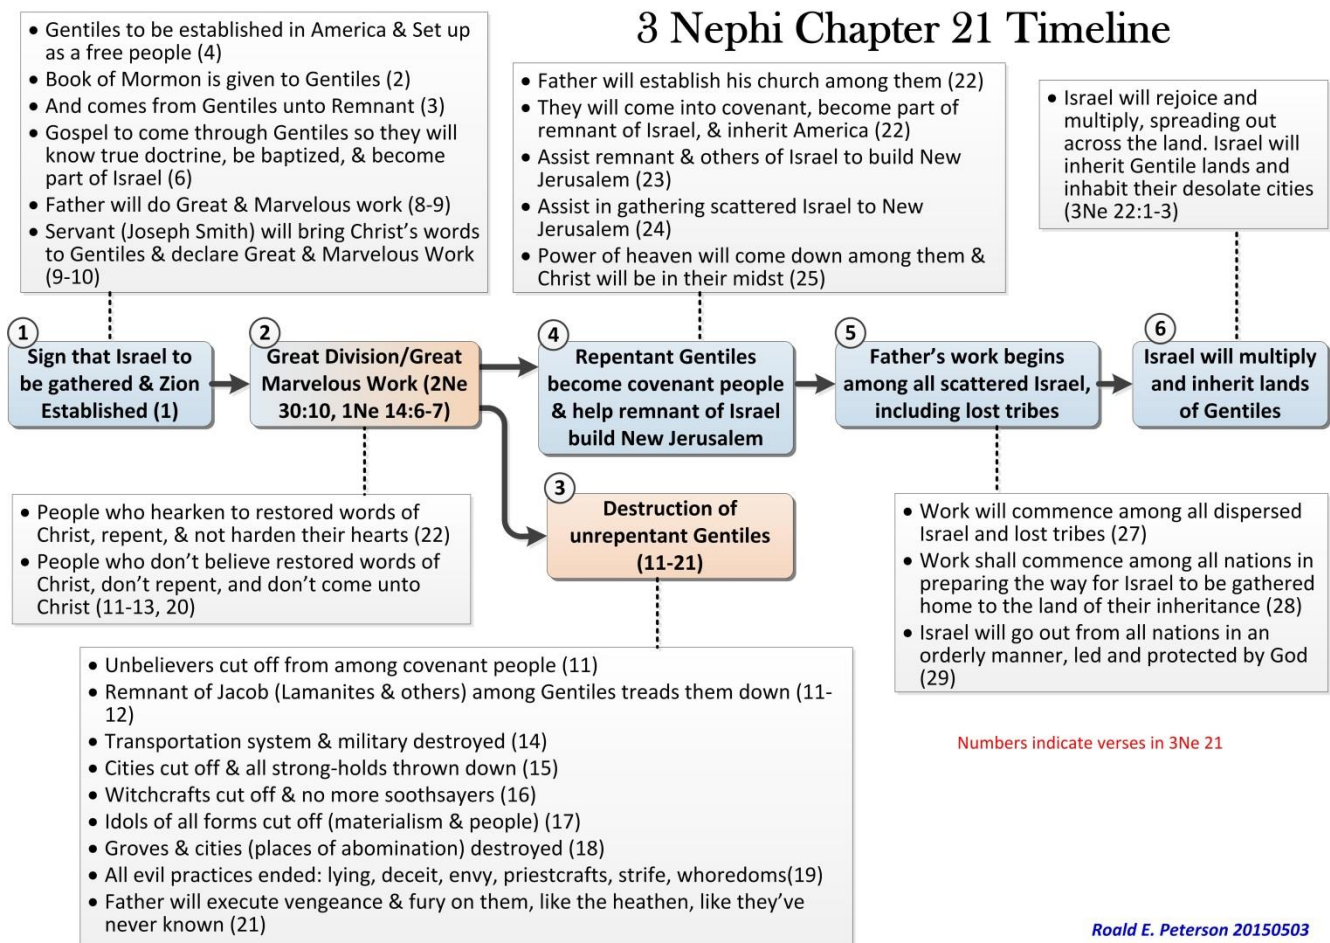 3 Nephi Chapter 21 Timeline
• Gentiles to be established in America & Set up
as a free people (4)
• Book of Mormon is given to Gentiles (2)
• And comes from Gentiles unto Remnant (3)
• Gospel to come through Gentiles so they will
know true doctrine, be baptized, & become
part of Israel (6)
• Father will do Great & Marvelous work (8-9)
• Servant (Joseph Smith) will bring Christ's words
to Gentiles & declare Great & Marvelous Work
(9-10)
• Father will establish his church among them (22)
• They will come into covenant, become part of
remnant of Israel, & inherit America (22)
• Assist remnant & others of Israel to build New
Jerusalem (23)
• Assist in gathering scattered Israel to New
Jerusalem (24)
• Power of heaven will come down among them &
Christ will be in their midst (25)
• Israel will rejoice and
multiply, spreading out
across the land. Israel will
inherit Gentile lands and
inhabit their desolate cities
(3Ne 22:1-3)
1
Sign that Israel to
be gathered & Zion
Established (1)
2
Great Division/Great
Marvelous Work (2Ne
30:10, 1Ne 14:6-7)
4
Repentant Gentiles
become covenant people
& help remnant of Israel
build New Jerusalem
5
Father's work begins
among all scattered Israel,
including lost tribes
6
Israel will multiply
and inherit lands
of Gentiles
3
Destruction of
unrepentant Gentiles
(11-21)
• People who hearken to restored words of
Christ, repent, & not harden their hearts (22)
• People who don't believe restored words of
Christ, don't repent, and don't come unto
Christ (11-13, 20)
• Work will commence among all dispersed
Israel and lost tribes (27)
• Work shall commence among all nations in
preparing the way for Israel to be gathered
home to the land of their inheritance (28)
• Israel will go out from all nations in an
orderly manner, led and protected by God
(29)
• Unbelievers cut off from among covenant people (11)
• Remnant of Jacob (Lamanites & others) among Gentiles treads them down (11-
12)
• Transportation system & military destroyed (14)
• Cities cut off & all strong-holds thrown down (15)
• Witchcrafts cut off & no more soothsayers (16)
• Idols of all forms cut off (materialism & people) (17)
• Groves & cities (places of abomination) destroyed (18)
• All evil practices ended: lying, deceit, envy, priestcrafts, strife, whoredoms(19)
• Father will execute vengeance & fury on them, like the heathen, like they've
never known (21)
Numbers indicate verses in 3Ne 21
Roald E. Peterson 20150503